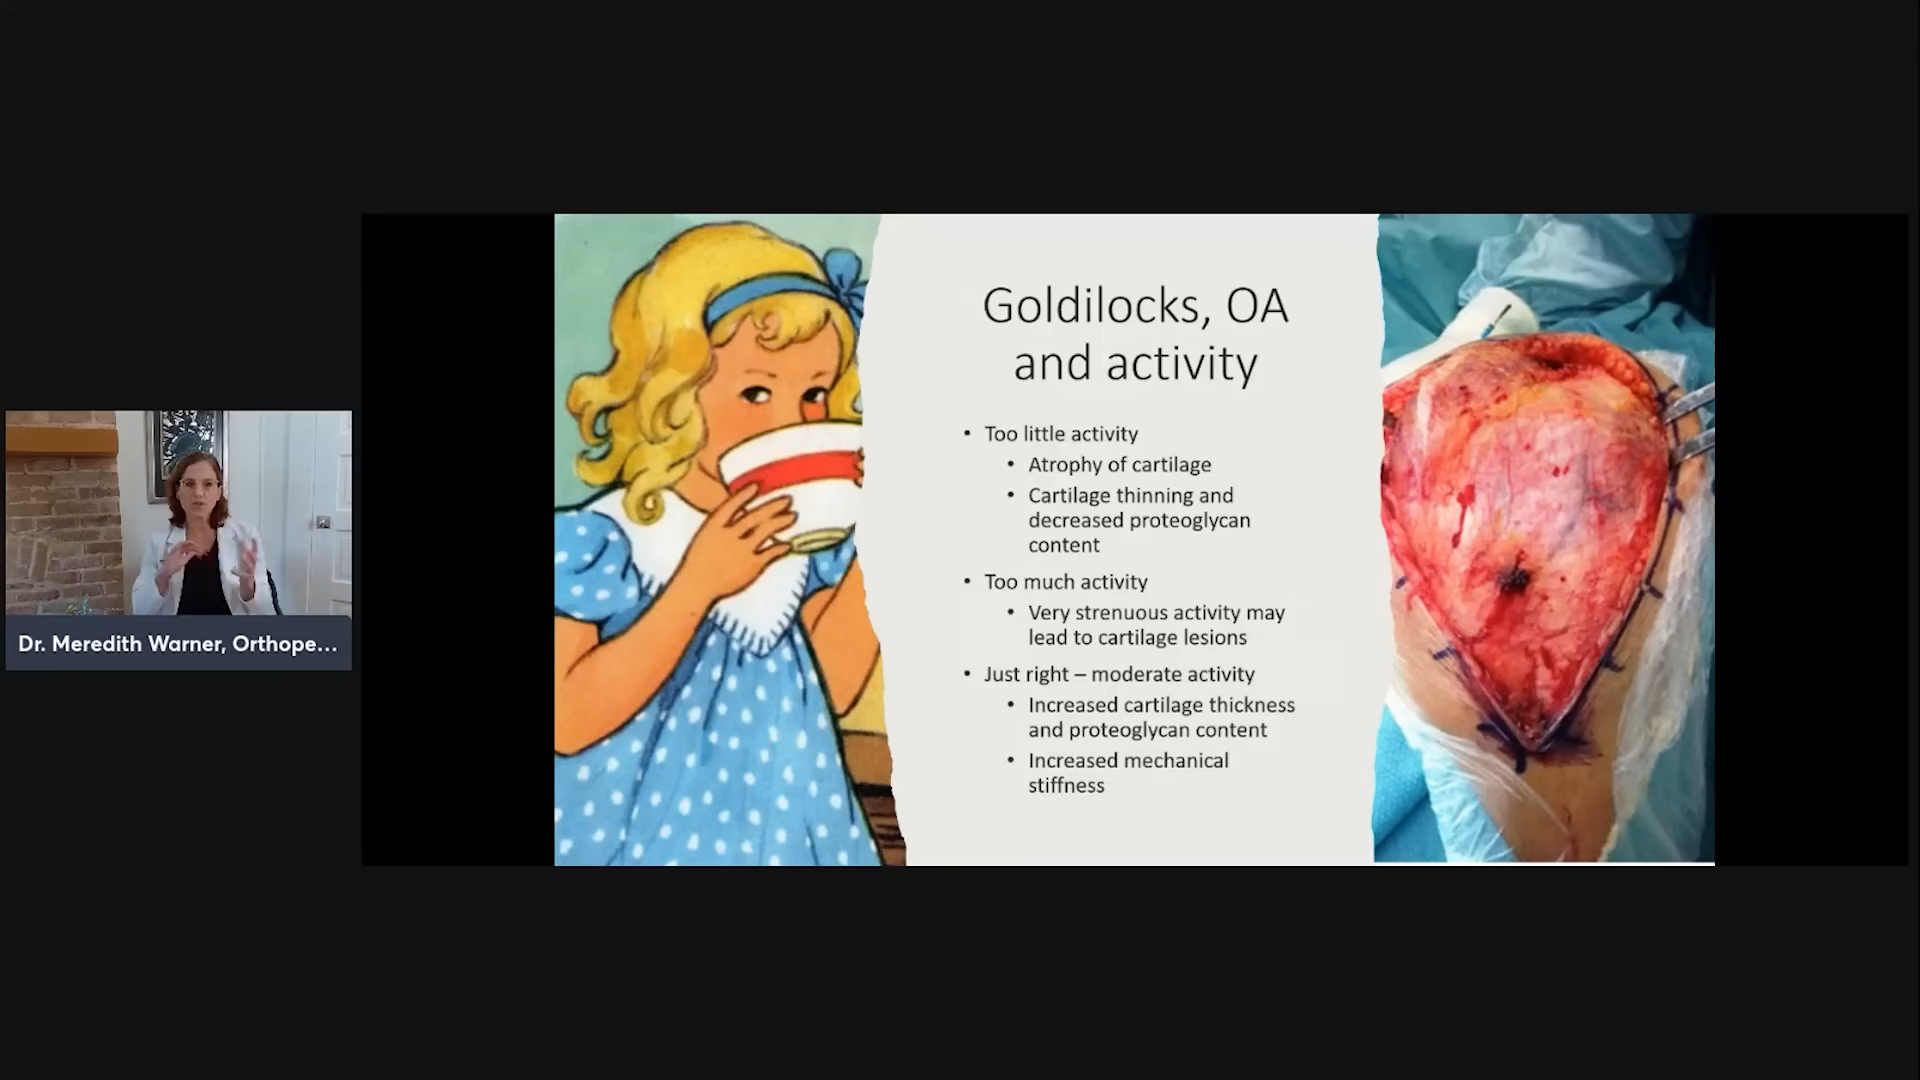 Goldilocks, OA
and activity
• Too little activity
• Atrophy of cartilage
• Cartilage thinning and
decreased proteoglycan
content
• Too much activity
• Very strenuous activity may
lead to cartilage lesions
• Just right – moderate activity
• Increased cartilage thickness
and proteoglycan content
• Increased mechanical
stiffness
Dr. Meredith Warner, Orthope...